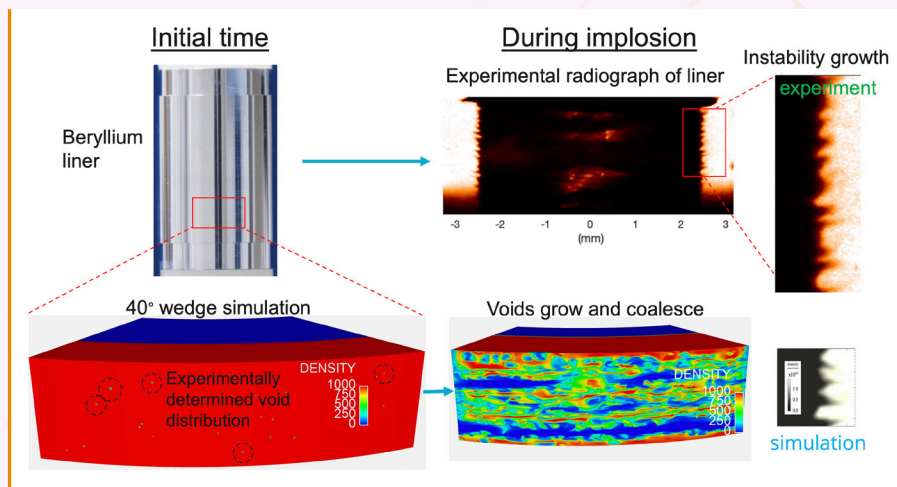 Initial time
During implosion
Instability growth
Experimental radiograph of liner
experiment
Beryllium
liner
-3 -2 -1 0 1 2 3
(mm)
40° wedge simulation
Voids grow and coalesce
DENSITY
1000
750
500
250
0
Experimentally
determined void
distribution
DENSITY
1000
750
500
250
0
simulation